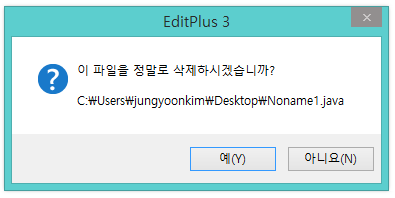 EditPlus 3
이 파일을 정말로 삭제하시겠습니까?
C:₩Users₩jungyoonkim₩Desktop₩Noname1.java
예(Y)
아니요(N)